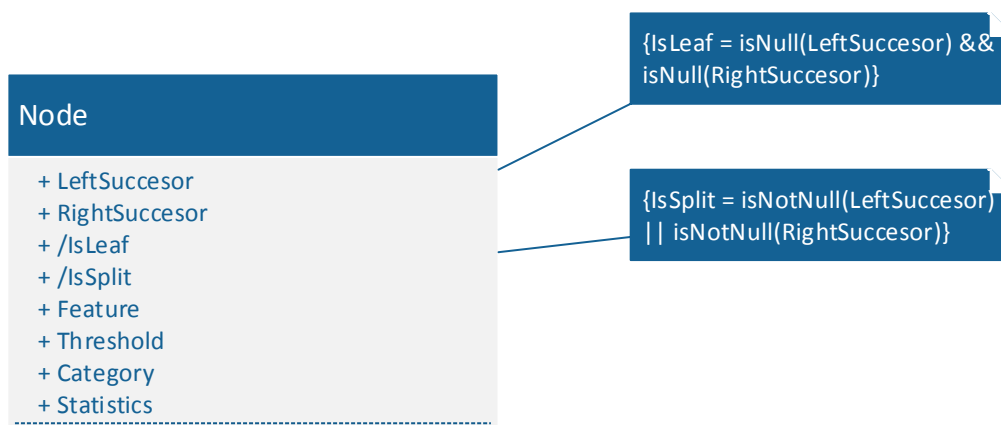 Node
+ LeftSuccesor
+ RightSuccesor
+ /IsLeaf
+ /IsSplit
+ Feature
+ Threshold
+ Category
+ Statistics
{IsLeaf = isNull(LeftSuccesor) &&
isNull(RightSuccesor)}
{IsSplit = isNotNull(LeftSuccesor)
|| isNotNull(RightSuccesor)}